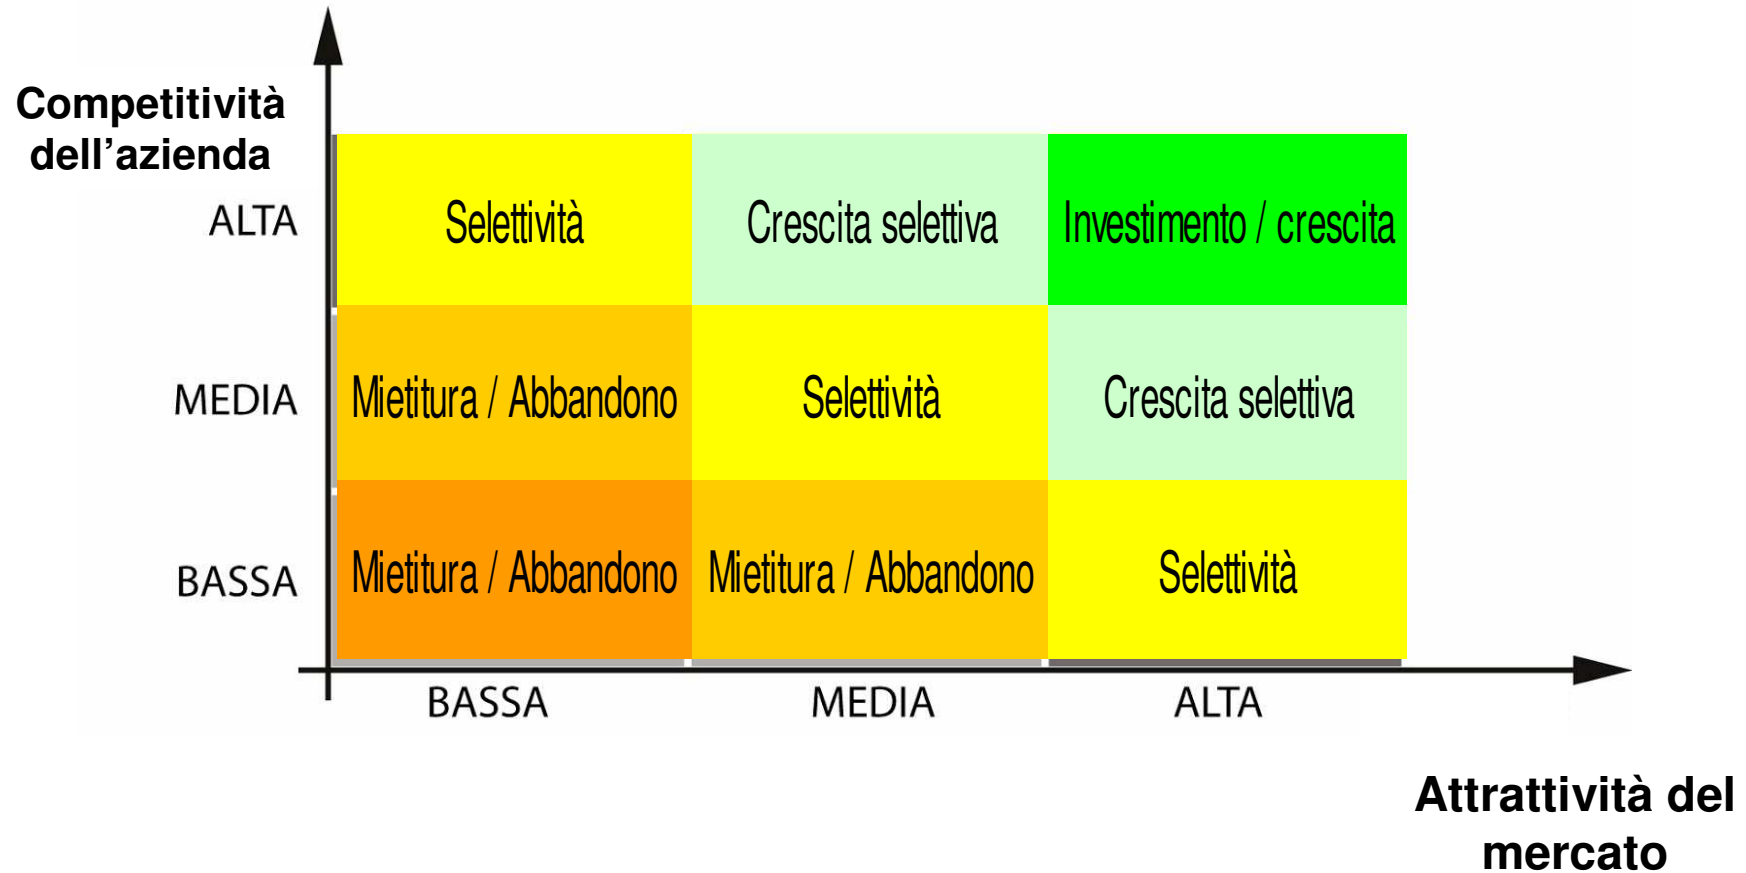 Competitività
dell’azienda
ALTA
Selettività
Crescita selettiva
Investimento / crescita
MEDIA
Mietitura / Abbandono
Selettività
Crescita selettiva
BASSA
Mietitura / Abbandono
Mietitura / Abbandono
Selettività
BASSA
MEDIA
ALTA
Attrattività del
mercato